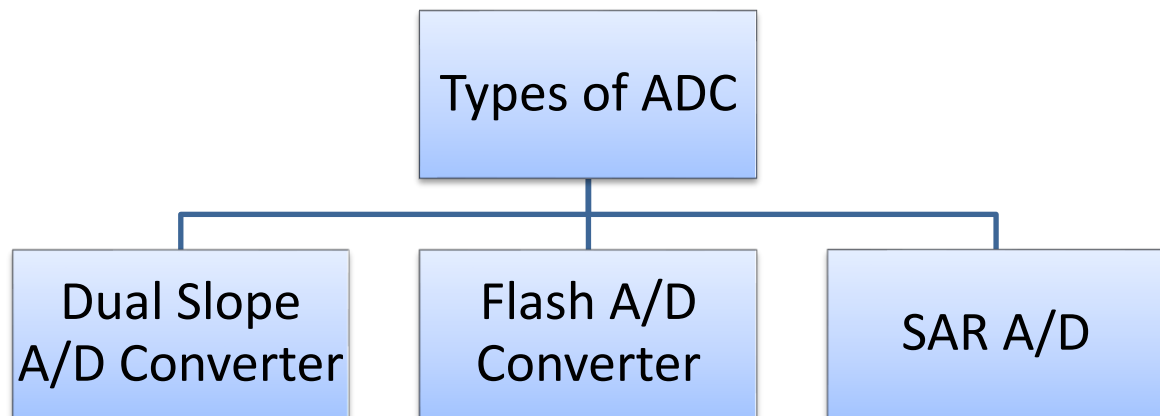 Types of ADC
Dual Slope
A/D Converter
Flash A/D
Converter
SAR A/D